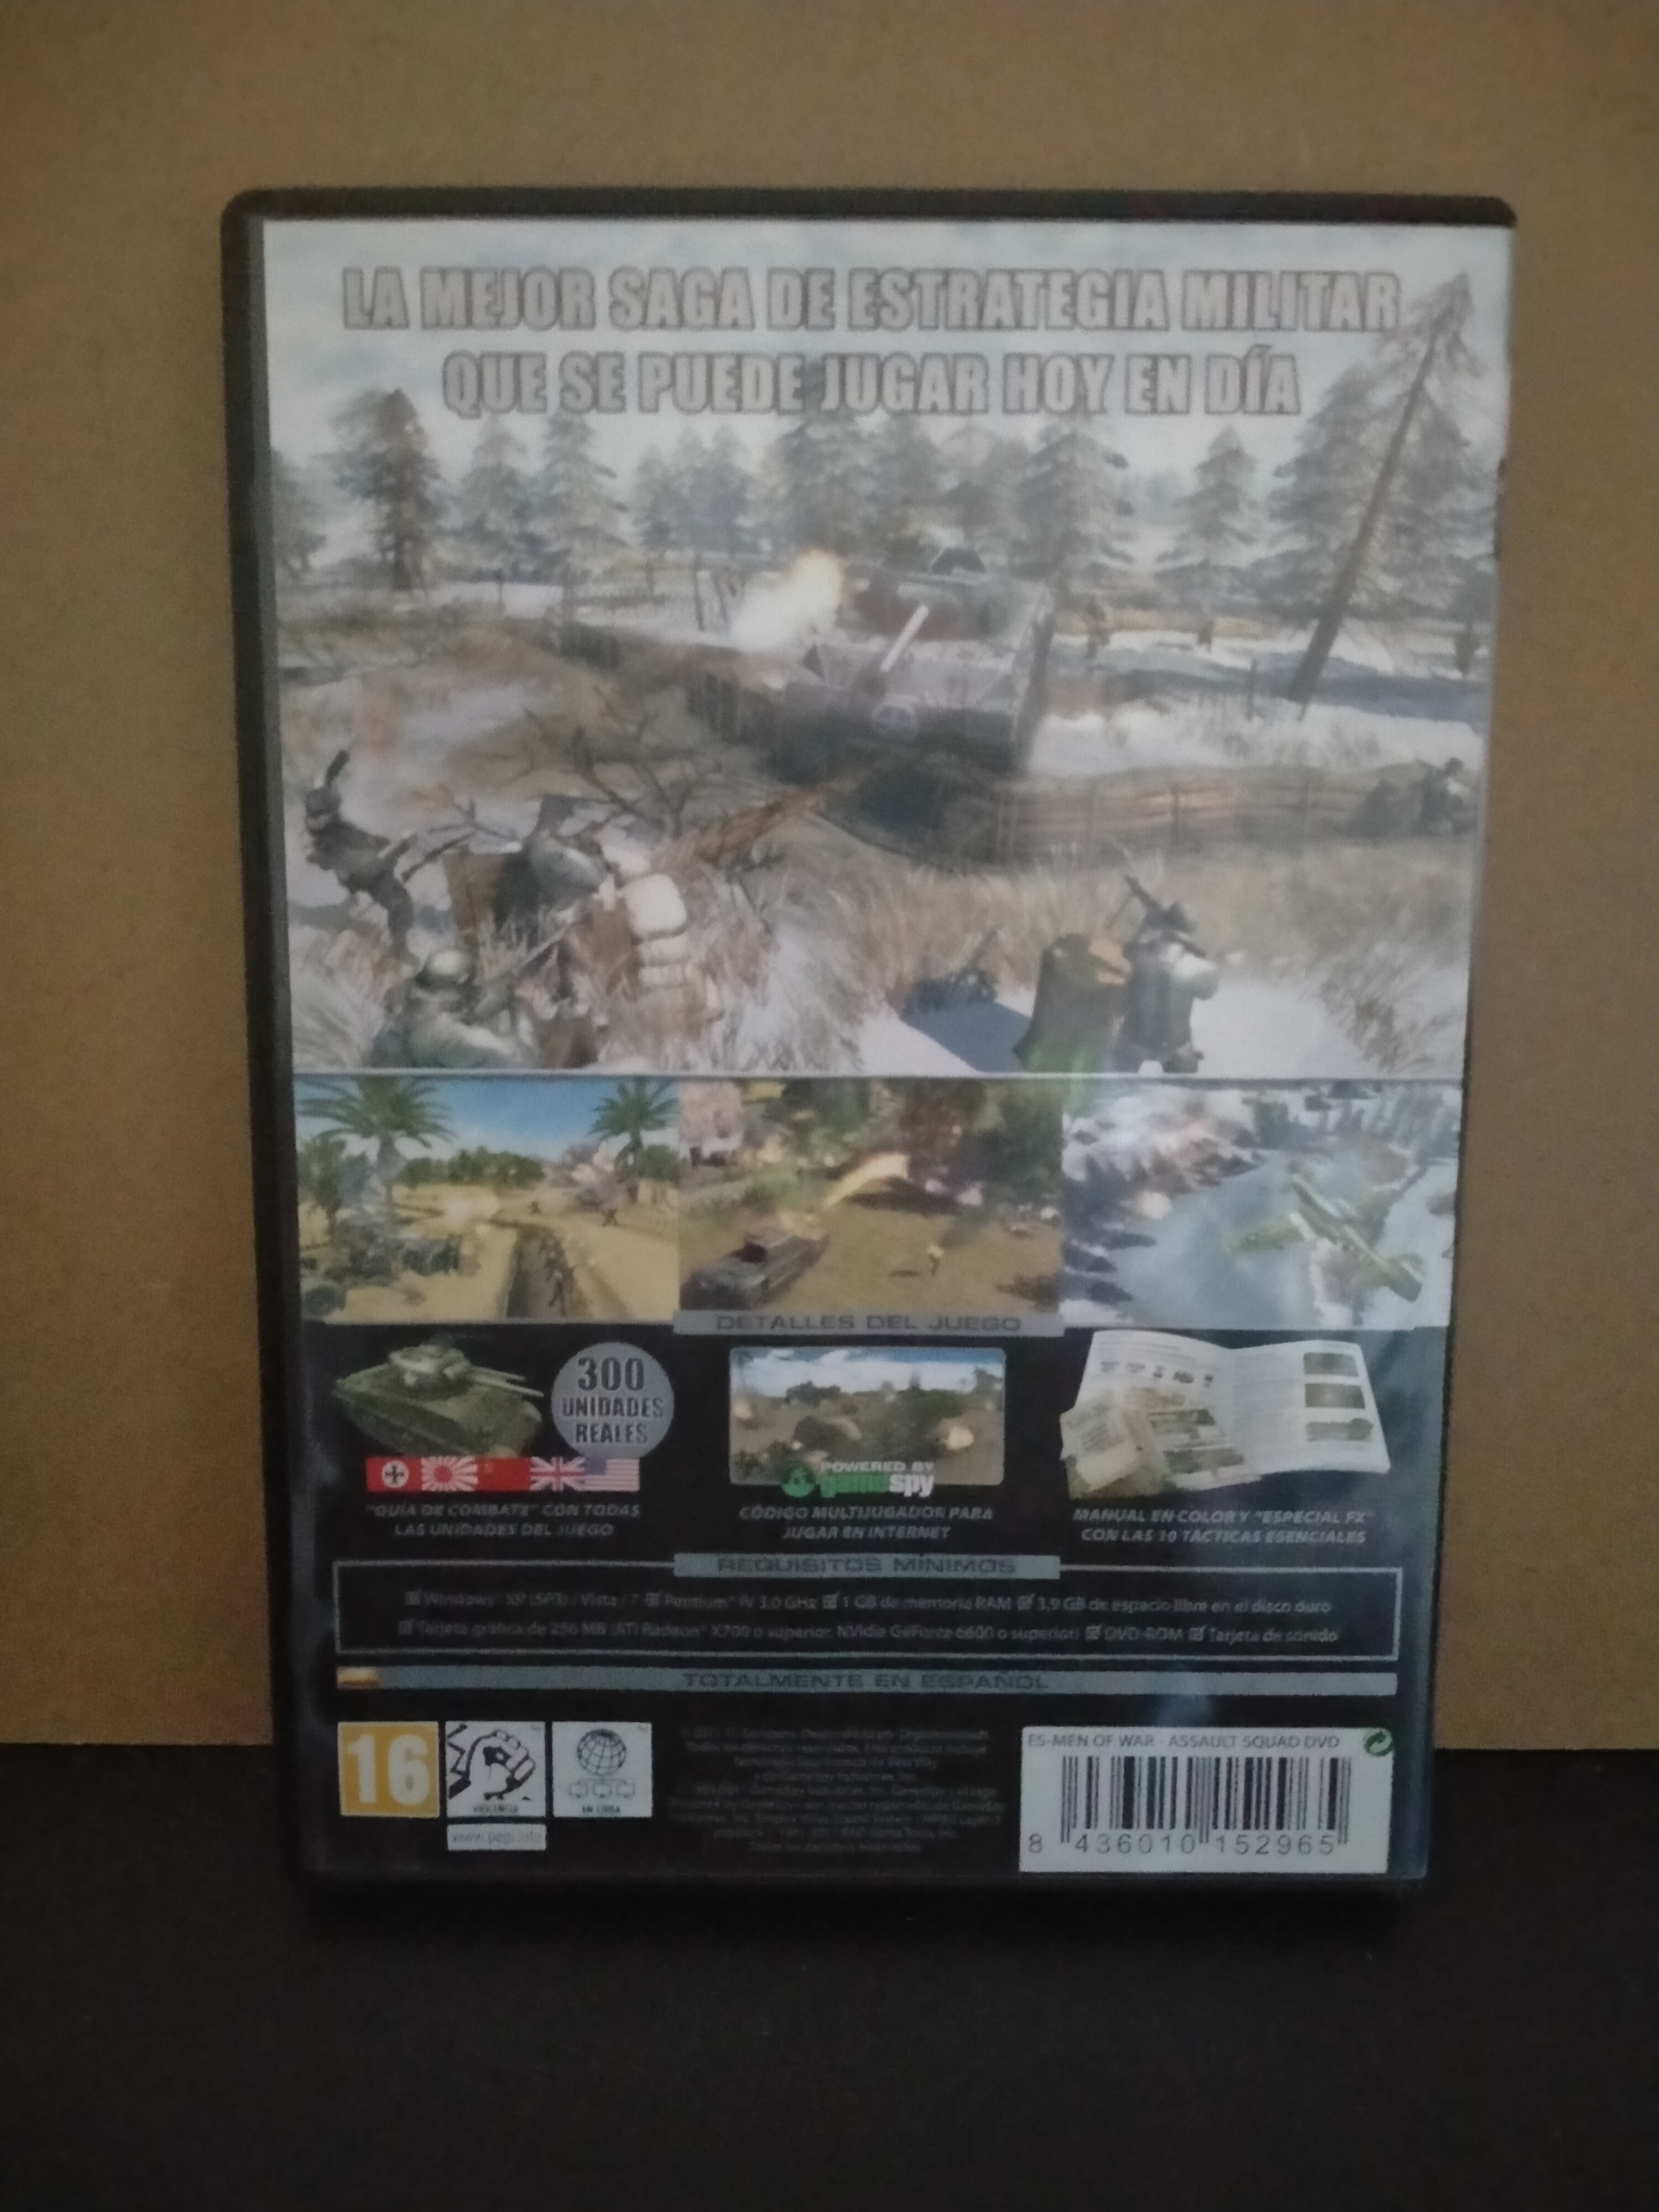 LA MEJOR SAGA DE ESTRATEGIA MILITAR
QUE SE PUEDE JUGAR HOY EN DÍA
DETALLES DEL JUEGO
300
UNIDADES
REALES
"GUÍA DE COMBATE" CON TODAS
LAS UNIDADES DEL JUEGO
POWERED BY
gamespy
CÓDIGO MULTIJUGADOR PARA
JUGAR EN INTERNET
MANUAL EN COLOR Y "ESPECIAL FX"
CON LAS 10 TÁCTICAS ESENCIALES
REQUISITOS MÍNIMOS
Windows® XP (SP3) / Vista / 7 Pentium® IV 3.0 GHz 1 GB de memoria RAM 3,9 GB de espacio libre en el disco duro
Tarjeta gráfica de 256 MB (ATI Radeon® X700 o superior, NVidia GeForce 6600 o superior) DVD-ROM Tarjeta de sonido
TOTALMENTE EN ESPAÑOL
16
VIOLENCIA
EN LÍNEA
www.pegi.info
ES-MEN OF WAR - ASSAULT SQUAD DVD
8 436010 152965